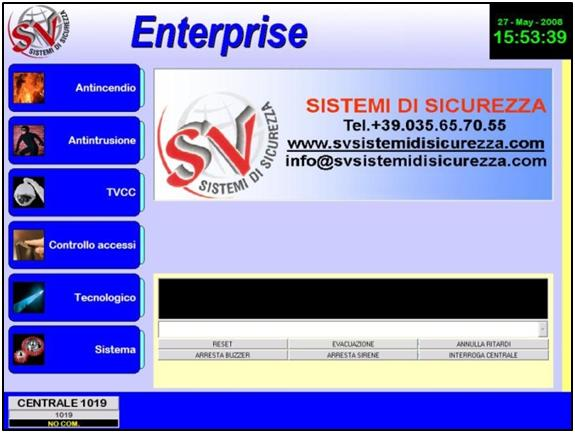 SV
SISTEMI DI SICUREZZA
Enterprise
27 - May - 2008
15:53:39
Antincendio
Antintrusione
TVCC
Controllo accessi
Tecnologico
Sistema
SV
SISTEMI DI SICUREZZA
SISTEMI DI SICUREZZA
Tel.+39.035.65.70.55
www.svsistemidisicurezza.com
info@svsistemidisicurezza.com
RESET EVACUAZIONE ANNULLA RITARDI
ARRESTA BUZZER ARRESTA SIRENE INTERROGA CENTRALE
CENTRALE 1019
1019
NO COM.